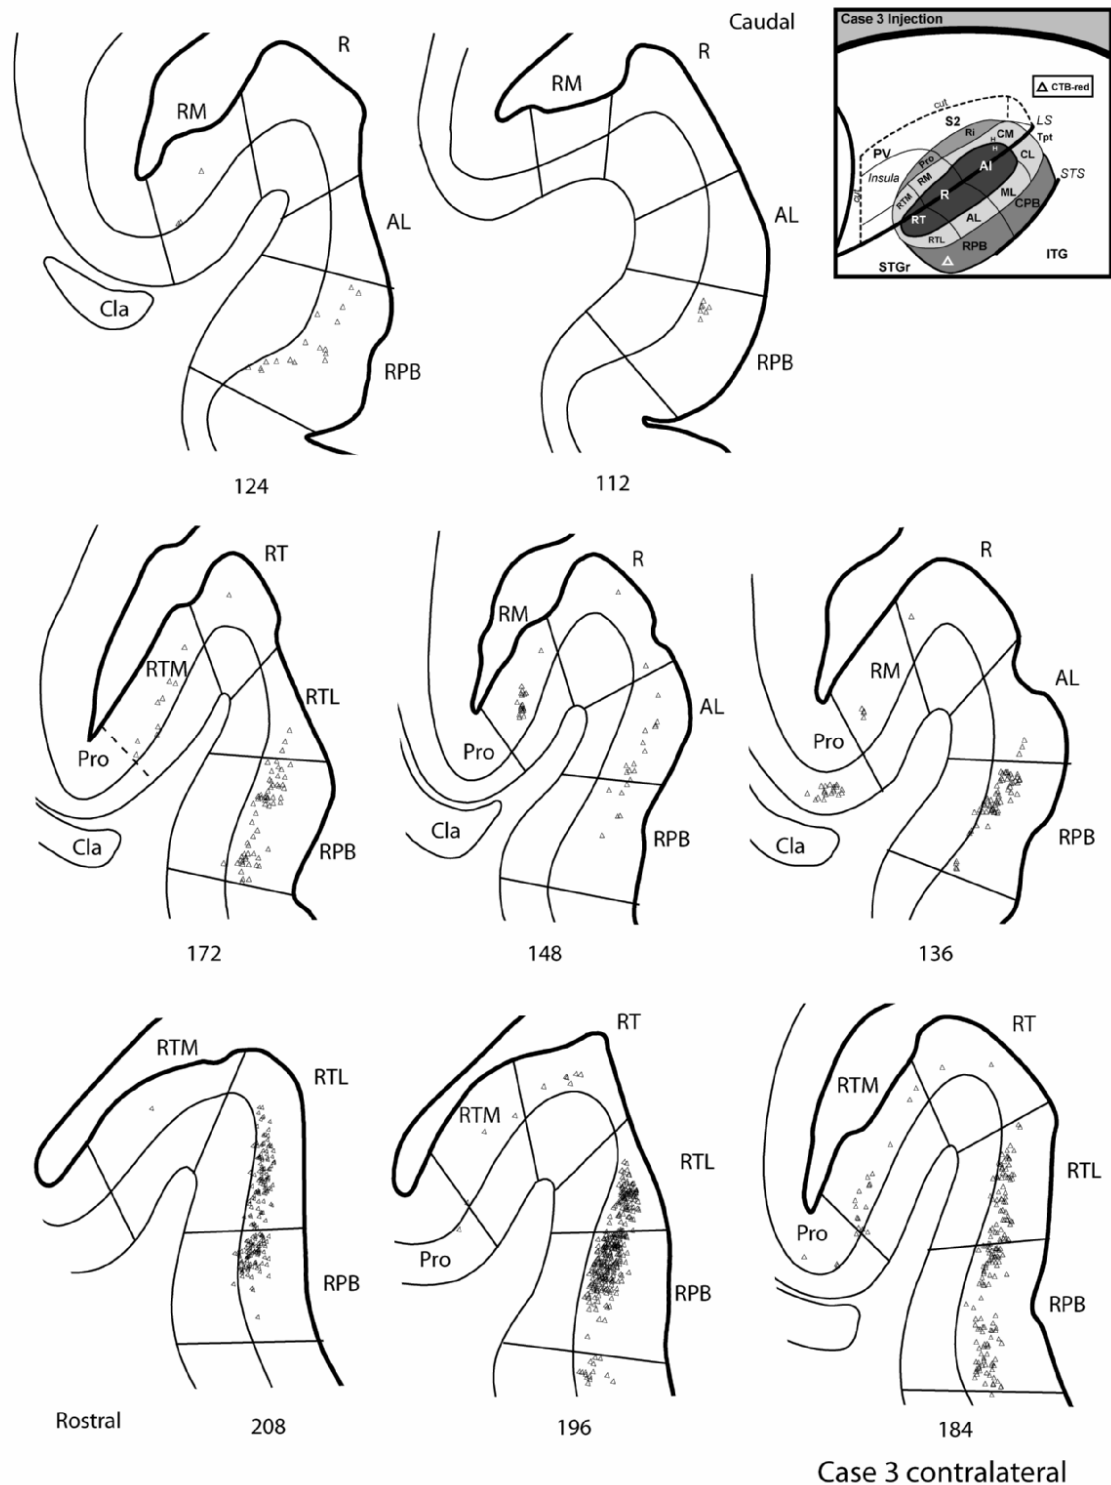 Caudal
Case 3 Injection
CTB-red
cut
S2
LS
Ri
CM
Tpt
H
H
PV
Pro
AI
CL
Insula
RM
STS
RTM
R
ML
CPB
cut
RT
AL
RTL
RPB
ITG
STGr
R
RM
AL
Cla
RPB
124
R
RM
AL
RPB
112
RT
RTM
RTL
Pro
Cla
RPB
172
R
RM
AL
Pro
Cla
RPB
148
R
RM
AL
Pro
Cla
RPB
136
RTM
RTL
RPB
Rostral
208
RT
RTM
RTL
Pro
RPB
196
RT
RTM
RTL
Pro
RPB
184
Case 3 contralateral